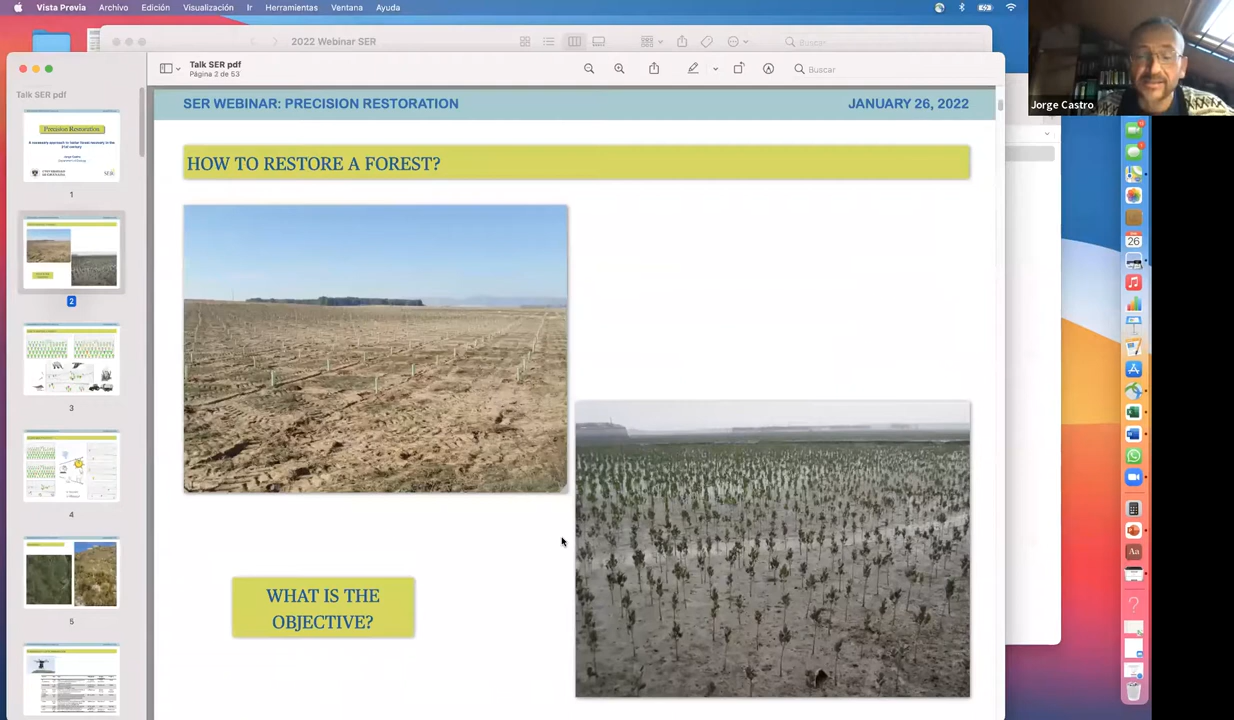 Vista Previa Archivo Edición Visualización Ir Herramientas Ventana Ayuda
2022 Webinar SER
Buscar
Talk SER pdf
Página 2 de 53
Buscar
Talk SER pdf
Jorge Castro
SER WEBINAR: PRECISION RESTORATION JANUARY 26, 2022
HOW TO RESTORE A FOREST?
WHAT IS THE
OBJECTIVE?
Precision Restoration
1
2
3
4
5
26